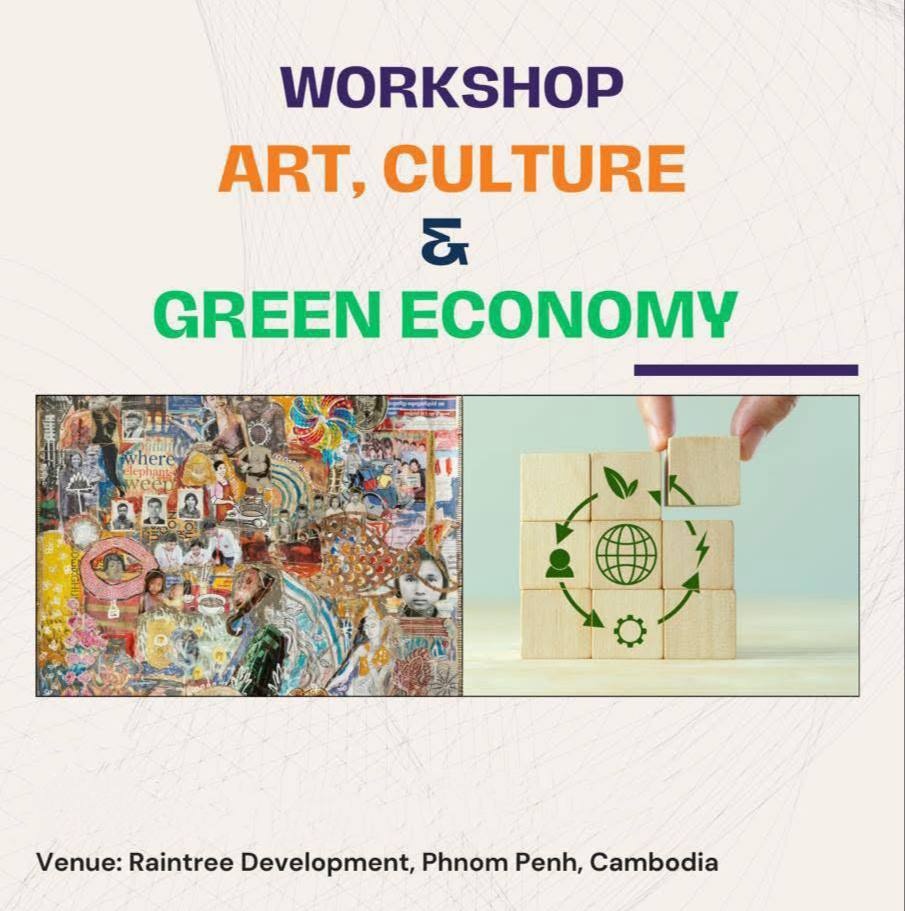 WORKSHOP
ART, CULTURE
&
GREEN ECONOMY
where
elephants
weep
Venue: Raintree Development, Phnom Penh, Cambodia